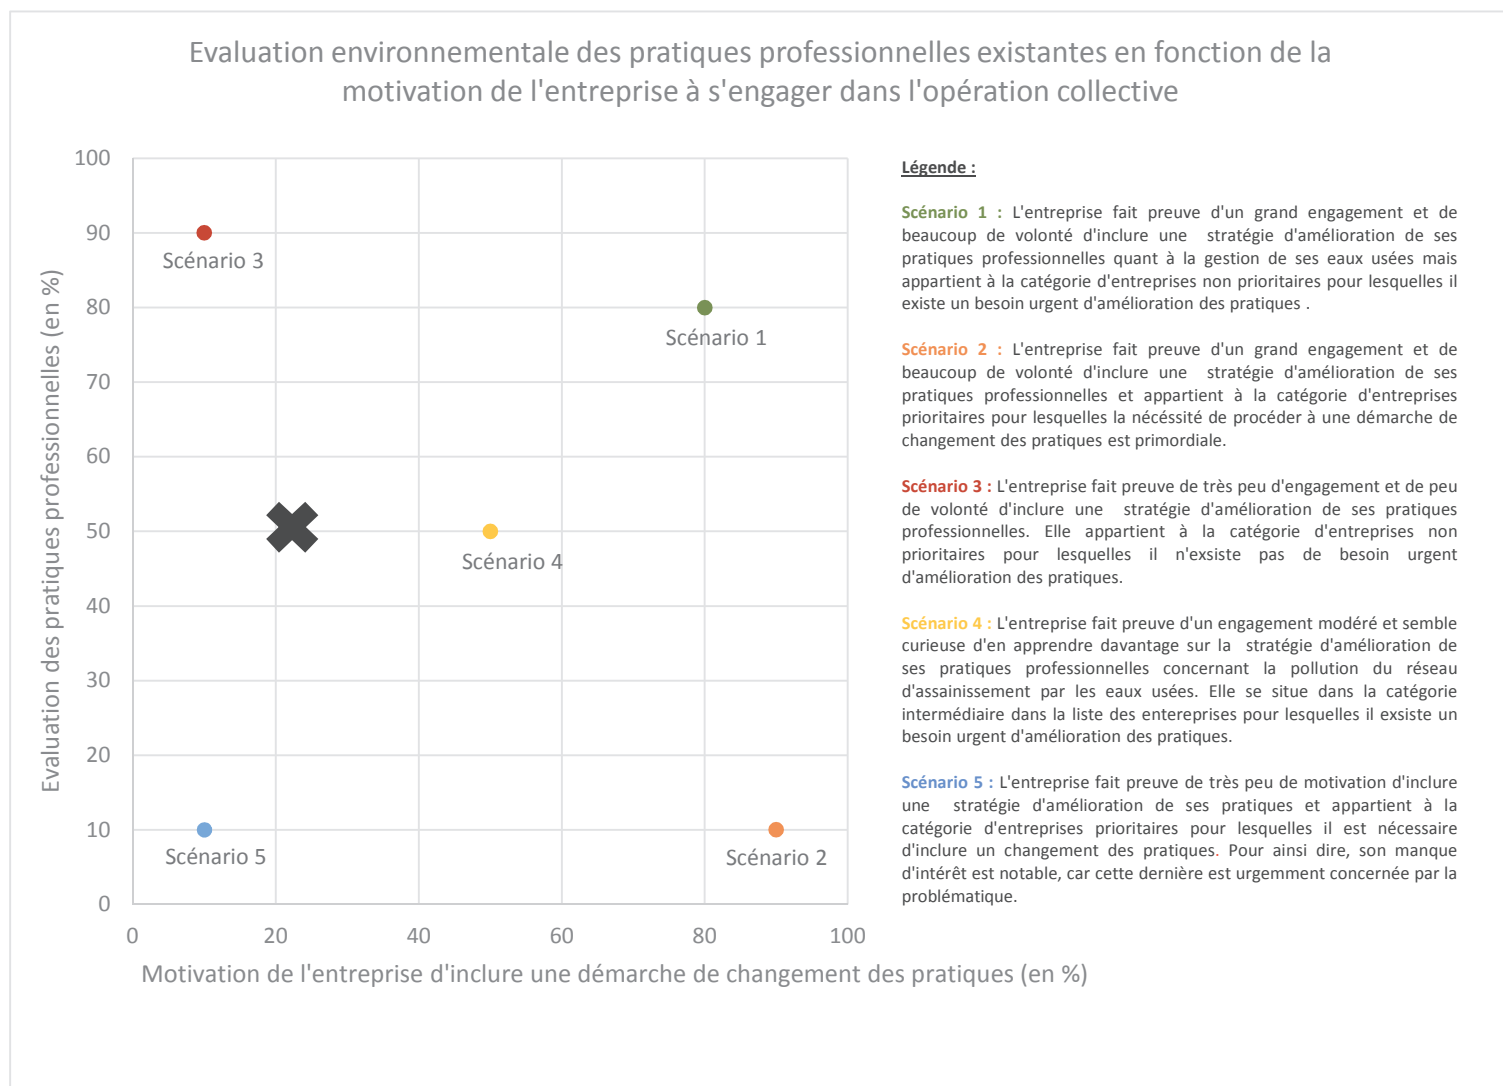 Evaluation environnementale des pratiques professionnelles existantes en fonction de la
motivation de l'entreprise à s'engager dans l'opération collective
Evaluation des pratiques professionnelles (en %)
100
90
80
70
60
50
40
30
20
10
0
Scénario 3
Scénario 1
Scénario 4
Scénario 5
Scénario 2
0
20
40
60
80
100
Motivation de l'entreprise d'inclure une démarche de changement des pratiques (en %)
Légende :
Scénario 1 : L'entreprise fait preuve d'un grand engagement et de
beaucoup de volonté d'inclure une stratégie d'amélioration de ses
pratiques professionnelles quant à la gestion de ses eaux usées mais
appartient à la catégorie d'entreprises non prioritaires pour lesquelles il
existe un besoin urgent d'amélioration des pratiques .
Scénario 2 : L'entreprise fait preuve d'un grand engagement et de
beaucoup de volonté d'inclure une stratégie d'amélioration de ses
pratiques professionnelles et appartient à la catégorie d'entreprises
prioritaires pour lesquelles la nécéssité de procéder à une démarche de
changement des pratiques est primordiale.
Scénario 3 : L'entreprise fait preuve de très peu d'engagement et de peu
de volonté d'inclure une stratégie d'amélioration de ses pratiques
professionnelles. Elle appartient à la catégorie d'entreprises non
prioritaires pour lesquelles il n'exsiste pas de besoin urgent
d'amélioration des pratiques.
Scénario 4 : L'entreprise fait preuve d'un engagement modéré et semble
curieuse d'en apprendre davantage sur la stratégie d'amélioration de
ses pratiques professionnelles concernant la pollution du réseau
d'assainissement par les eaux usées. Elle se situe dans la catégorie
intermédiaire dans la liste des entereprises pour lesquelles il exsiste un
besoin urgent d'amélioration des pratiques.
Scénario 5 : L'entreprise fait preuve de très peu de motivation d'inclure
une stratégie d'amélioration de ses pratiques et appartient à la
catégorie d'entreprises prioritaires pour lesquelles il est nécessaire
d'inclure un changement des pratiques. Pour ainsi dire, son manque
d'intérêt est notable, car cette dernière est urgemment concernée par la
problématique.